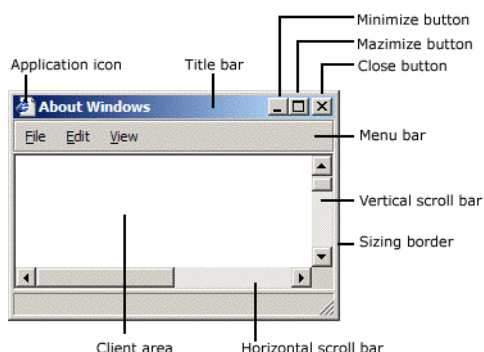 Minimize button
Mazimize button
Application icon
Title bar
Close button
About Windows
File Edit View
Menu bar
Vertical scroll bar
Sizing border
Client area
Horizontal scroll bar